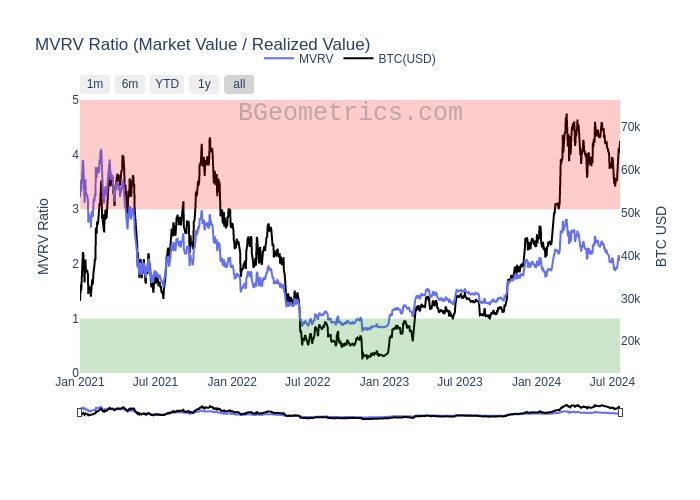 MVRV Ratio (Market Value / Realized Value)
MVRV
BTC(USD)
1m 6m YTD 1y all
BGeometrics.com
5
4
3
2
1
0
MVRV Ratio
70k
60k
50k
40k
30k
20k
BTC USD
Jan 2021 Jul 2021 Jan 2022 Jul 2022 Jan 2023 Jul 2023 Jan 2024 Jul 2024